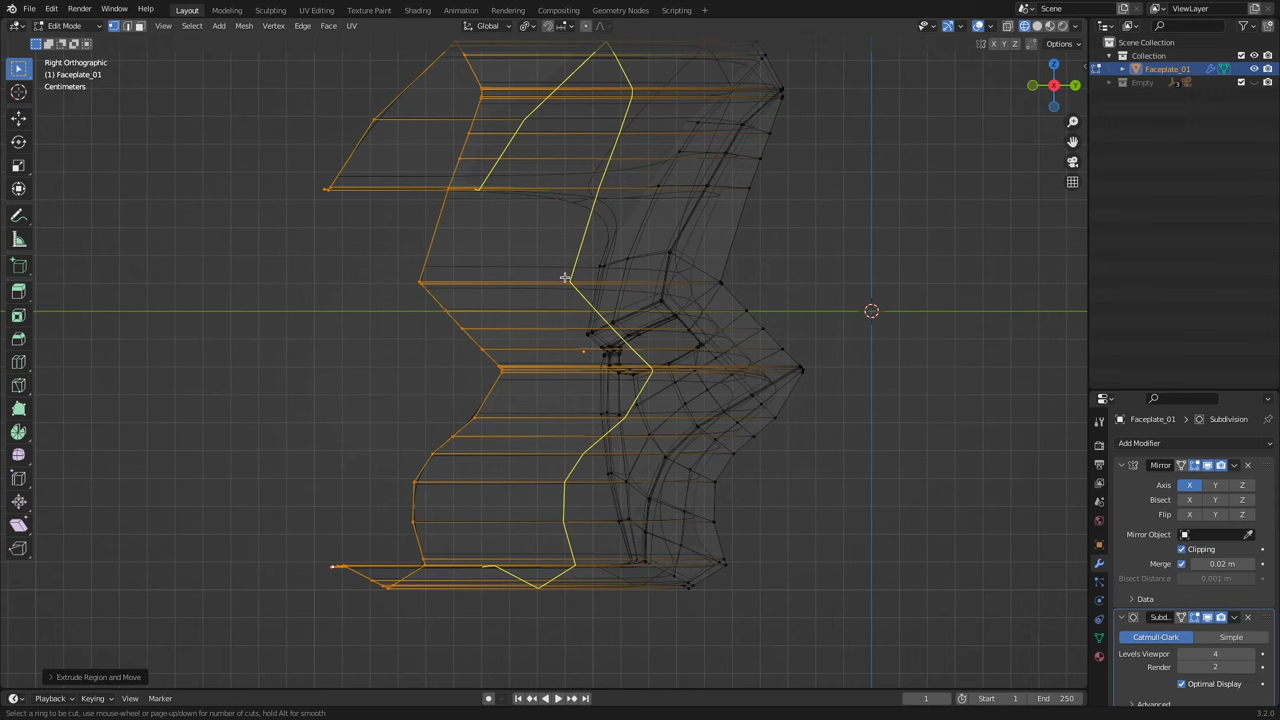 File Edit Render Window Help Layout Modeling Sculpting UV Editing Texture Paint Shading Animation Rendering Compositing Geometry Nodes Scripting + Scene ViewLayer
Edit Mode View Select Add Mesh Vertex Edge Face UV Global
X Y Z Options
Right Orthographic
(1) Faceplate_01
Centimeters
Z
X
Y
Scene Collection
Collection
Faceplate_01
Empty 3
Faceplate_01 > Subdivision
Add Modifier
Mirror
Axis X Y Z
Bisect X Y Z
Flip X Y Z
Mirror Object
Clipping
Merge 0.02 m
Bisect Distance 0.001 m
> Data
Subd..
Catmull-Clark Simple
Levels Viewpor 4
Render 2
Optimal Display
Advanced
> Extrude Region and Move
Playback Keying View Marker 1 Start 1 End 250
Select a ring to be cut, use mouse-wheel or page-up/down for number of cuts, hold Alt for smooth
3.2.0